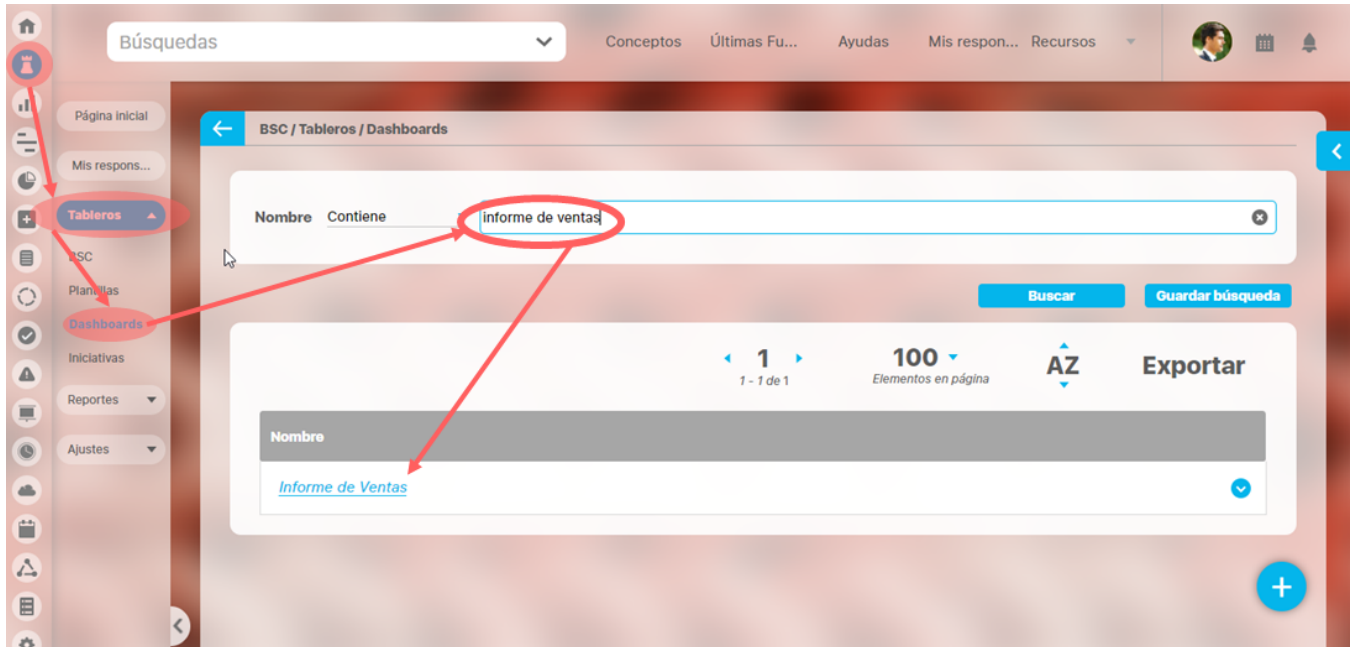 Búsquedas
Conceptos
Últimas Fu...
Ayudas
Mis respon...
Recursos
Página inicial
Mis respons...
Tableros
BSC
Plantillas
Dashboards
Iniciativas
Reportes
Ajustes
BSC / Tableros / Dashboards
Nombre Contiene informe de ventas
Buscar
Guardar búsqueda
1
1 - 1 de 1
100
Elementos en página
AZ
Exportar
Nombre
Informe de Ventas